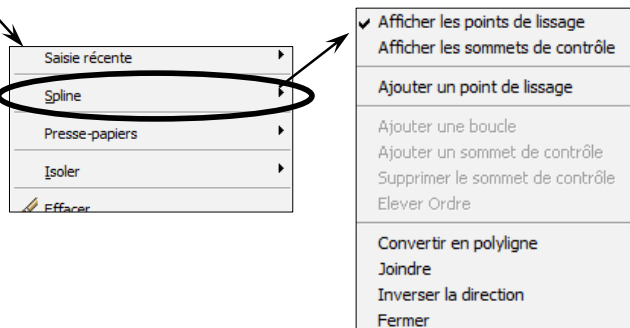 Saisie récente
Spline
Presse-papiers
Isoler
Effacer
Afficher les points de lissage
Afficher les sommets de contrôle
Ajouter un point de lissage
Ajouter une boucle
Ajouter un sommet de contrôle
Supprimer le sommet de contrôle
Elever Ordre
Convertir en polyligne
Joindre
Inverser la direction
Fermer